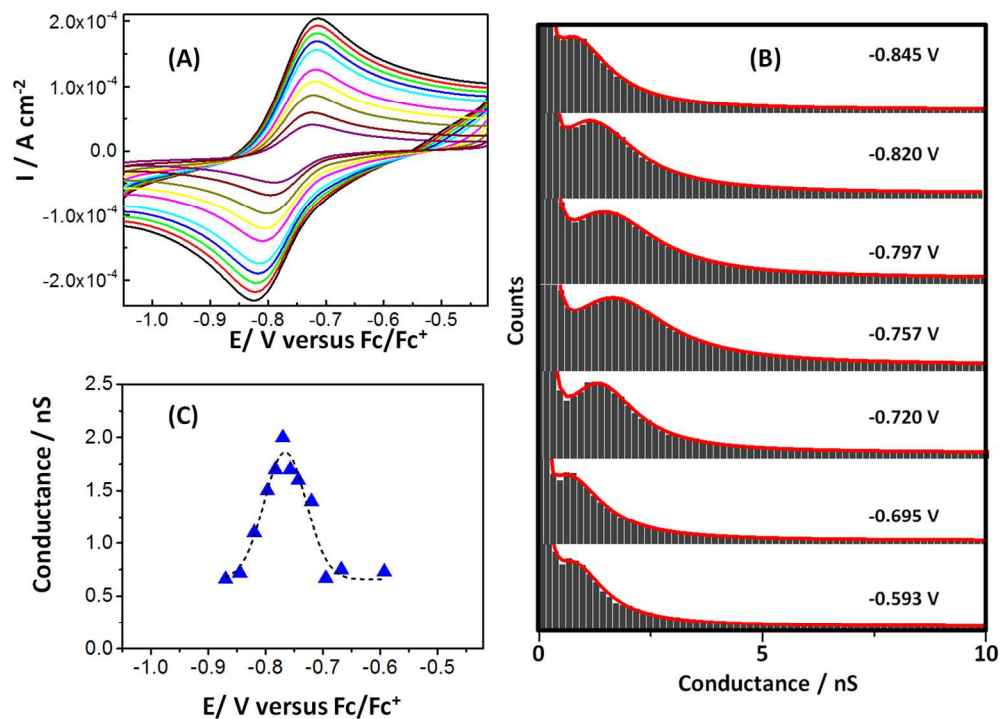 (A)
I / A cm⁻²
2.0x10⁻⁴
1.0x10⁻⁴
0.0
-1.0x10⁻⁴
-2.0x10⁻⁴
-1.0 -0.9 -0.8 -0.7 -0.6 -0.5
E/ V versus Fc/Fc⁺
(B)
Counts
-0.845 V
-0.820 V
-0.797 V
-0.757 V
-0.720 V
-0.695 V
-0.593 V
0 5 10
Conductance / nS
(C)
Conductance / nS
2.5
2.0
1.5
1.0
0.5
0.0
-1.0 -0.9 -0.8 -0.7 -0.6 -0.5
E/ V versus Fc/Fc⁺